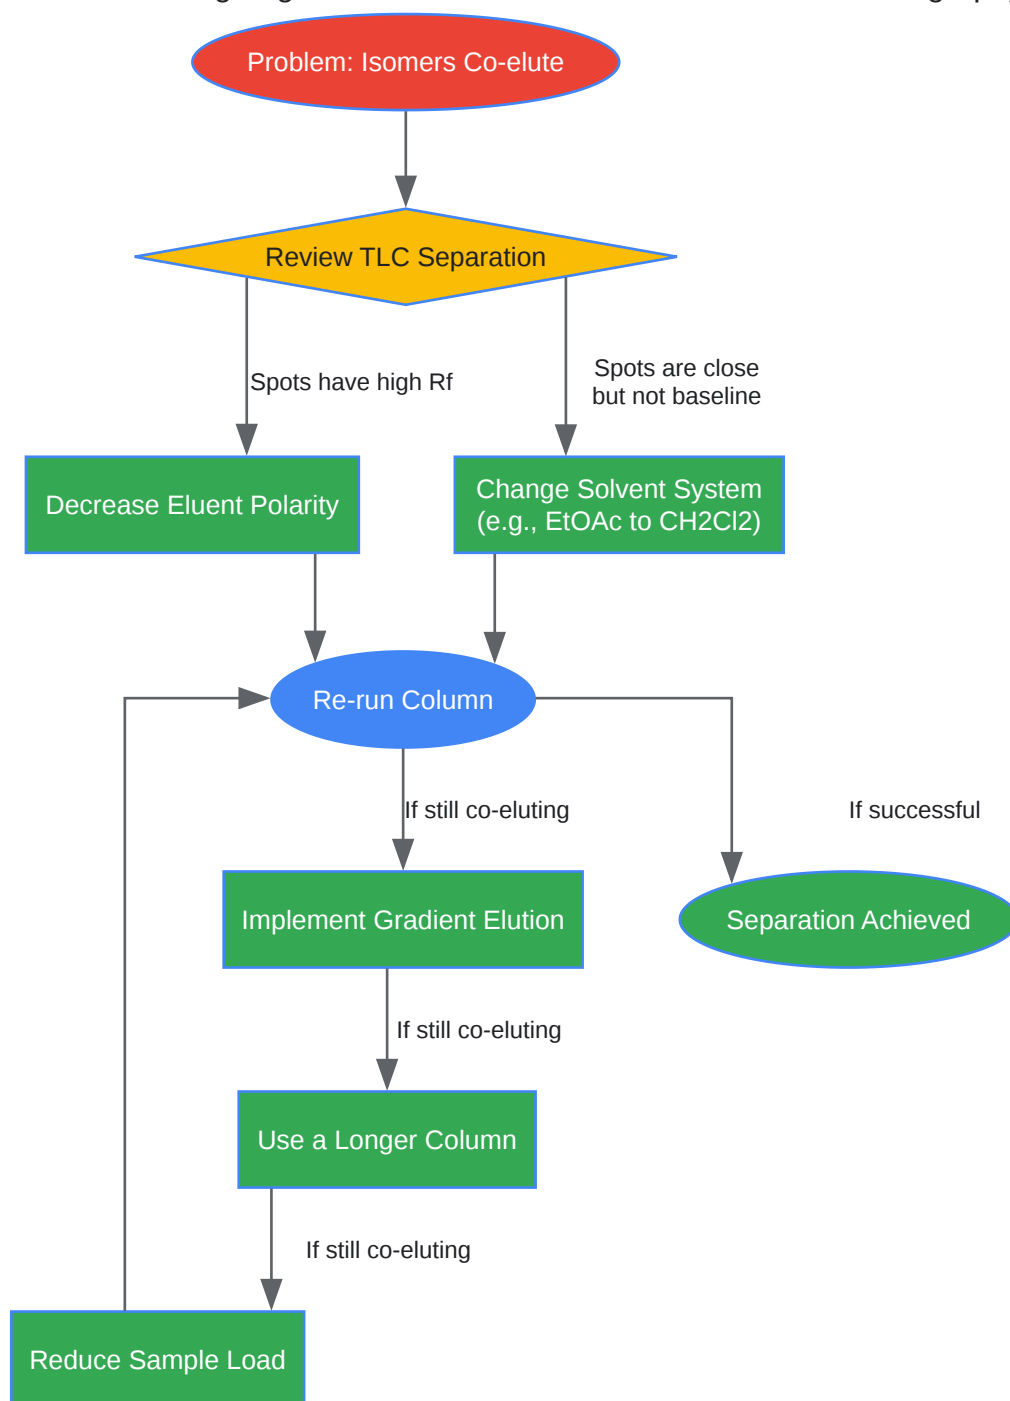 Problem: Isomers Co-elute
Review TLC Separation
Spots have high Rf
Spots are close
but not baseline
Decrease Eluent Polarity
Change Solvent System
(e.g., EtOAc to CH2Cl2)
Re-run Column
If still co-eluting
If successful
Implement Gradient Elution
Separation Achieved
If still co-eluting
Use a Longer Column
If still co-eluting
Reduce Sample Load